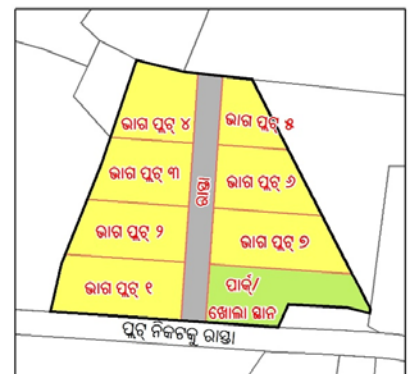 ଭାଗ ପ୍ଲଟ୍ ୪
ଭାଗ ପ୍ଲଟ୍ ୫
ଭାଗ ପ୍ଲଟ୍ ୩
ରାସ୍ତା
ଭାଗ ପ୍ଲଟ୍ ୬
ଭାଗ ପ୍ଲଟ୍ ୨
ଭାଗ ପ୍ଲଟ୍ ୭
ଭାଗ ପ୍ଲଟ୍ ୧
ପାର୍କ୍/
ଖୋଲା ସ୍ଥାନ
ପ୍ଲଟ୍ ନିକଟକୁ ରାସ୍ତା